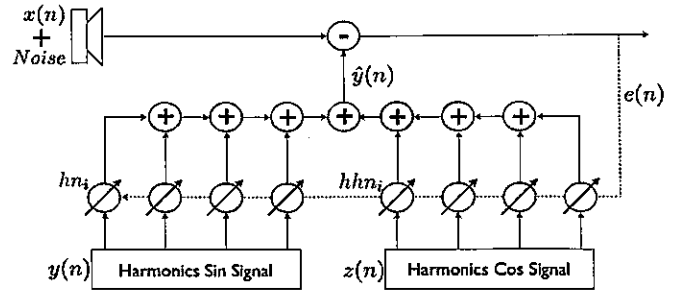 x(n)
+
Noise
-
ŷ(n)
e(n)
+ + + + + + +
hn_i
hhn_i
y(n) Harmonics Sin Signal
z(n) Harmonics Cos Signal